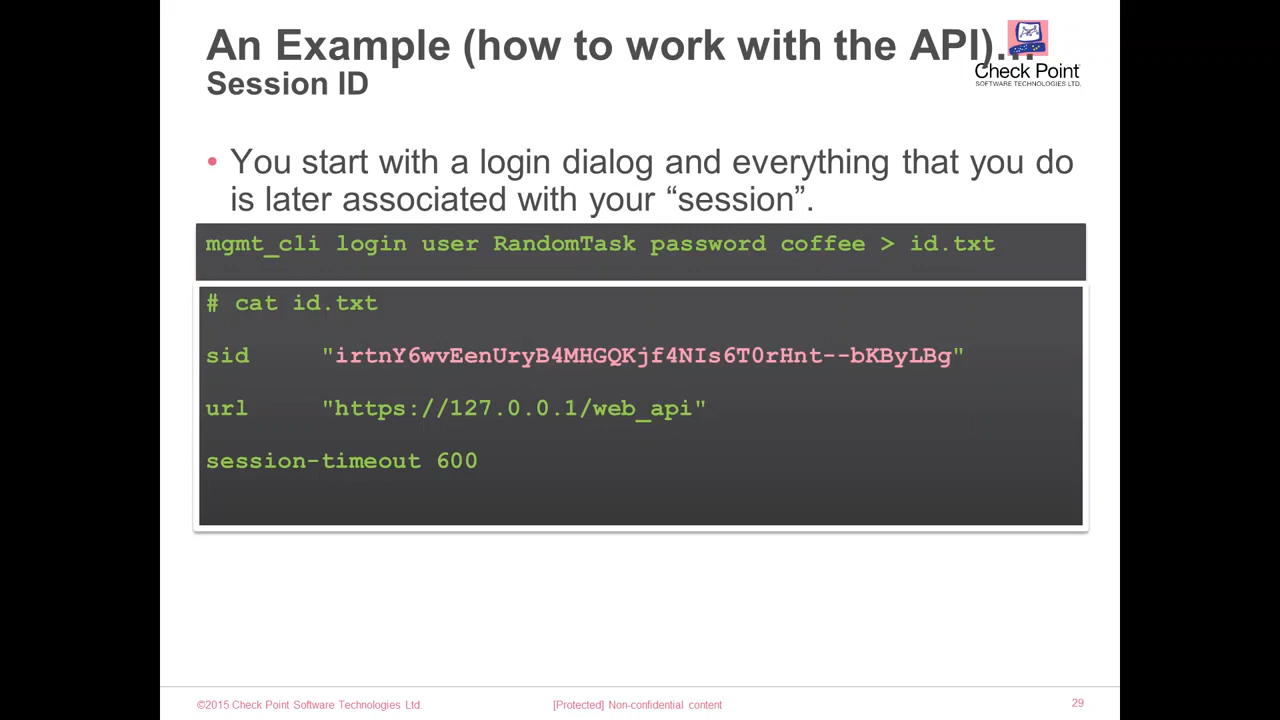 An Example (how to work with the API)...
Session ID
Check Point
SOFTWARE TECHNOLOGIES LTD.
• You start with a login dialog and everything that you do
is later associated with your “session”.
mgmt_cli login user RandomTask password coffee > id.txt
# cat id.txt
sid "irtnY6wvEenUryB4MHGQKjf4NIs6T0rHnt--bKByLBg"
url "https://127.0.0.1/web_api"
session-timeout 600
©2015 Check Point Software Technologies Ltd.
[Protected] Non-confidential content
29